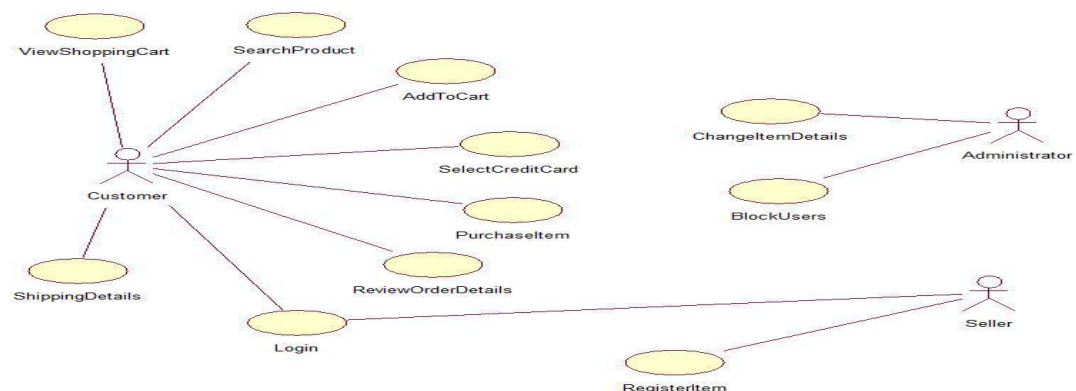 ViewShoppingCart
SearchProduct
AddToCart
ChangeItemDetails
Administrator
SelectCreditCard
Customer
BlockUsers
PurchaseItem
ShippingDetails
ReviewOrderDetails
Seller
Login
RegisterItem